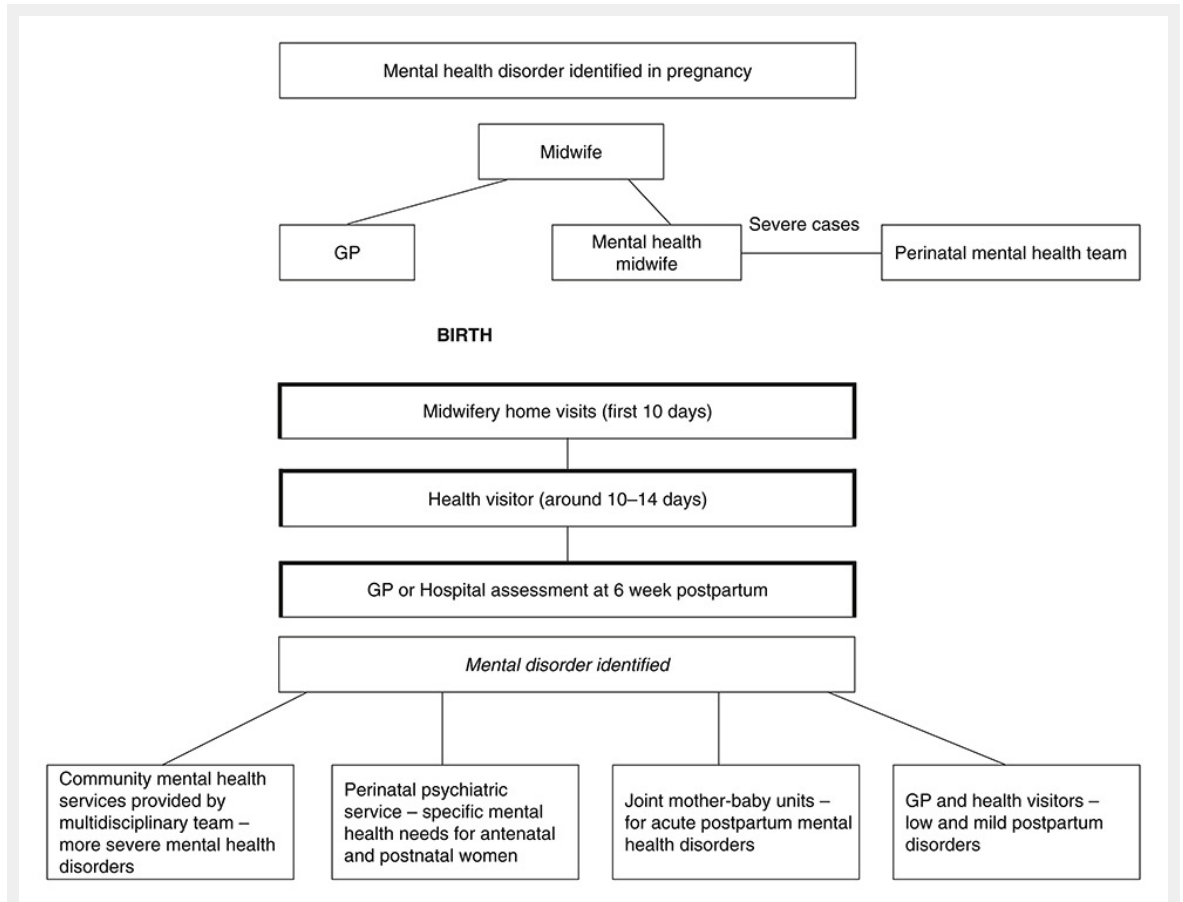 Mental health disorder identified in pregnancy
Midwife
GP
Mental health
midwife
Severe cases
Perinatal mental health team
BIRTH
Midwifery home visits (first 10 days)
Health visitor (around 10–14 days)
GP or Hospital assessment at 6 week postpartum
Mental disorder identified
Community mental health
services provided by
multidisciplinary team –
more severe mental health
disorders
Perinatal psychiatric
service – specific mental
health needs for antenatal
and postnatal women
Joint mother-baby units –
for acute postpartum mental
health disorders
GP and health visitors –
low and mild postpartum
disorders